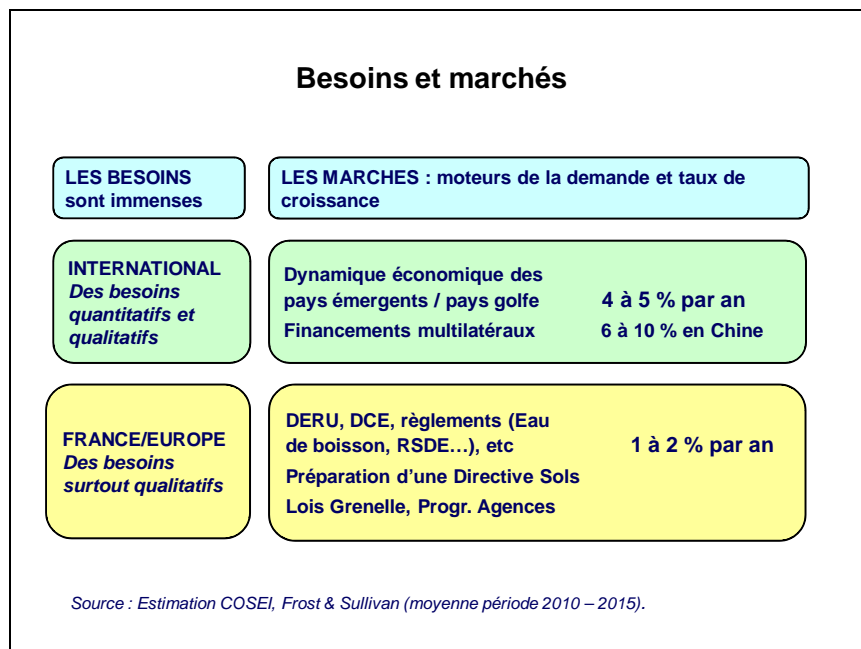 Besoins et marchés
LES BESOINS
sont immenses
LES MARCHES : moteurs de la demande et taux de
croissance
INTERNATIONAL
Des besoins
quantitatifs et
qualitatifs
Dynamique économique des
pays émergents / pays golfe 4 à 5 % par an
Financements multilatéraux 6 à 10 % en Chine
FRANCE/EUROPE
Des besoins
surtout qualitatifs
DERU, DCE, règlements (Eau
de boisson, RSDE…), etc 1 à 2 % par an
Préparation d’une Directive Sols
Lois Grenelle, Progr. Agences
Source : Estimation COSEI, Frost & Sullivan (moyenne période 2010 – 2015).